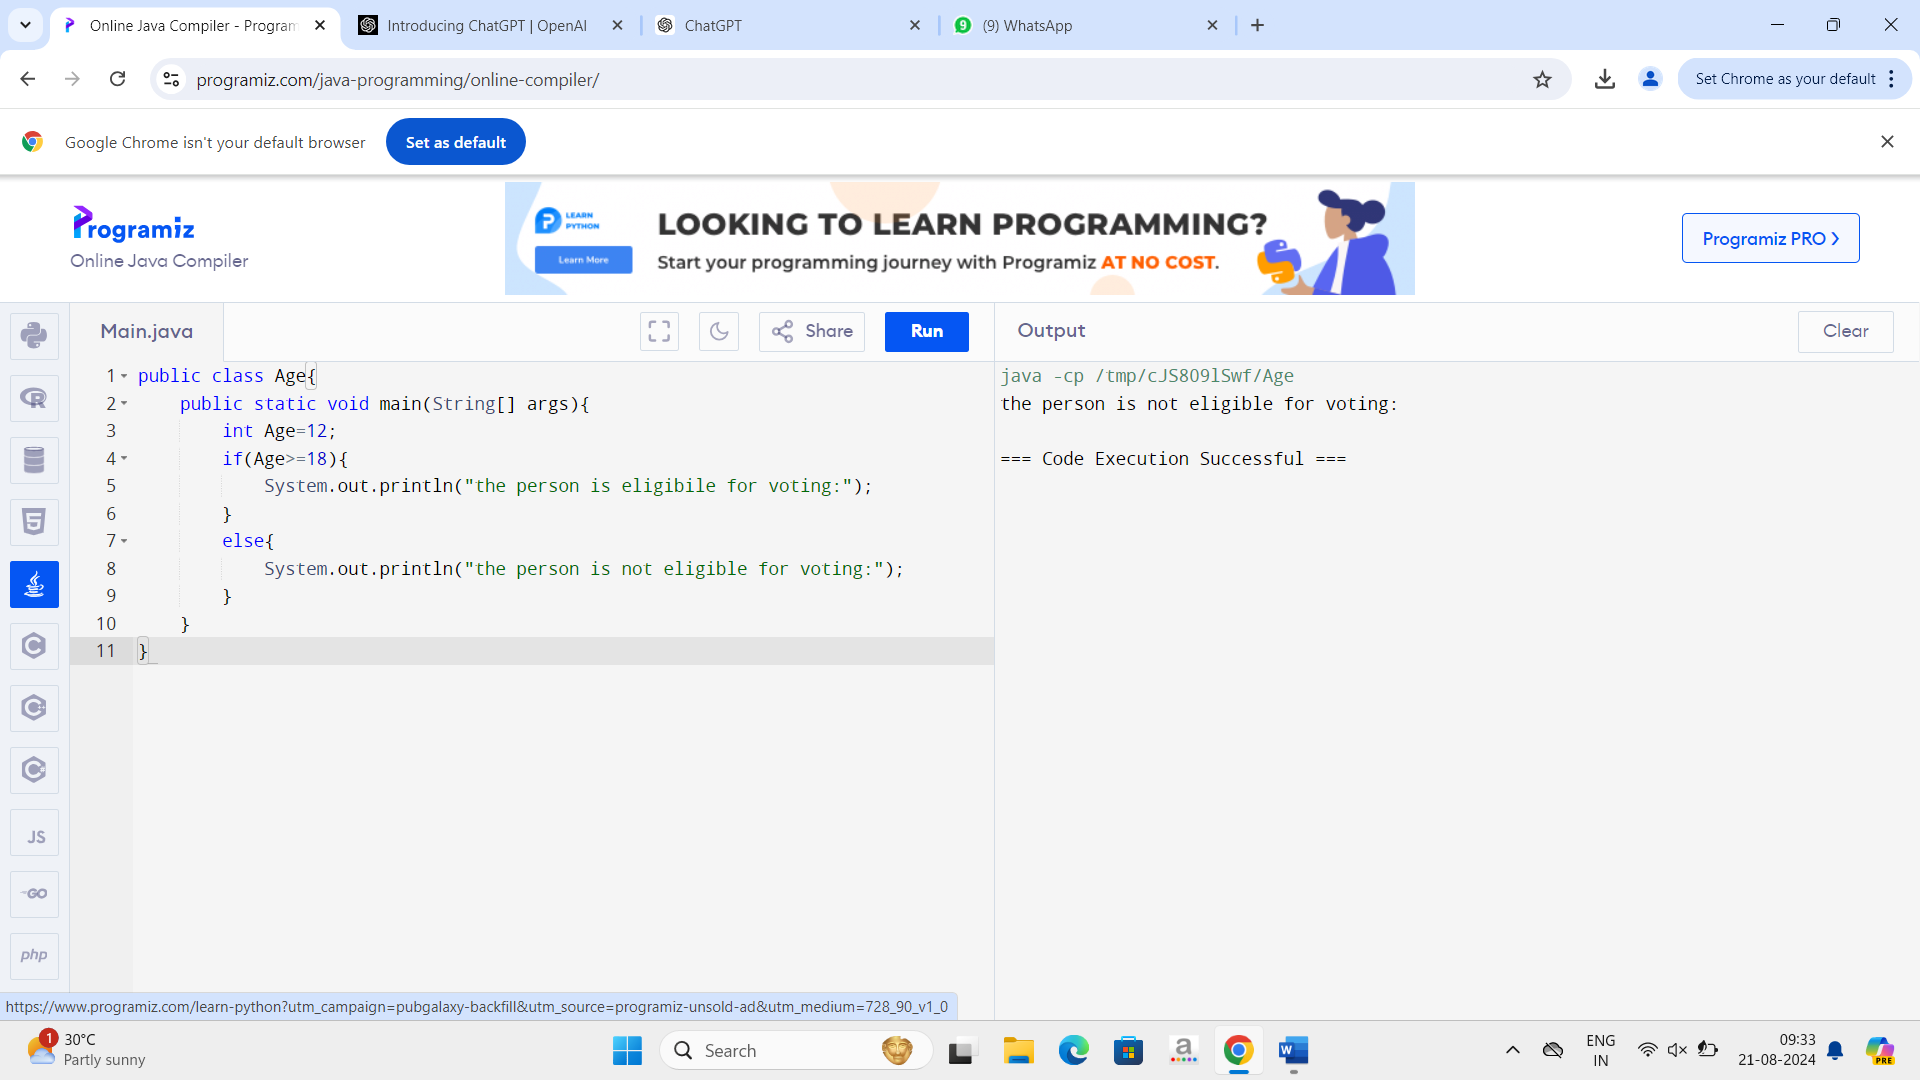 Online Java Compiler - Program
Introducing ChatGPT | OpenAI
ChatGPT
9
(9) WhatsApp
programiz.com/java-programming/online-compiler/
Set Chrome as your default
Google Chrome isn't your default browser
Set as default
Programiz
Online Java Compiler
LEARN
PYTHON
Learn More
LOOKING TO LEARN PROGRAMMING?
Start your programming journey with Programiz AT NO COST.
Programiz PRO
Main.java
Share
Run
Output
Clear
1 public class Age{
2 public static void main(String[] args){
3 int Age=12;
4 if(Age>=18){
5 System.out.println("the person is eligibile for voting:");
6 }
7 else{
8 System.out.println("the person is not eligible for voting:");
9 }
10 }
11 }
java -cp /tmp/cJS8O9lSwf/Age
the person is not eligible for voting:
=== Code Execution Successful ===
R
5
C
C
C
JS
GO
php
https://www.programiz.com/learn-python?utm_campaign=pubgalaxy-backfill&utm_source=programiz-unsold-ad&utm_medium=728_90_v1_0
1
30°C
Partly sunny
Search
a
W
ENG
IN
09:33
21-08-2024
PRE